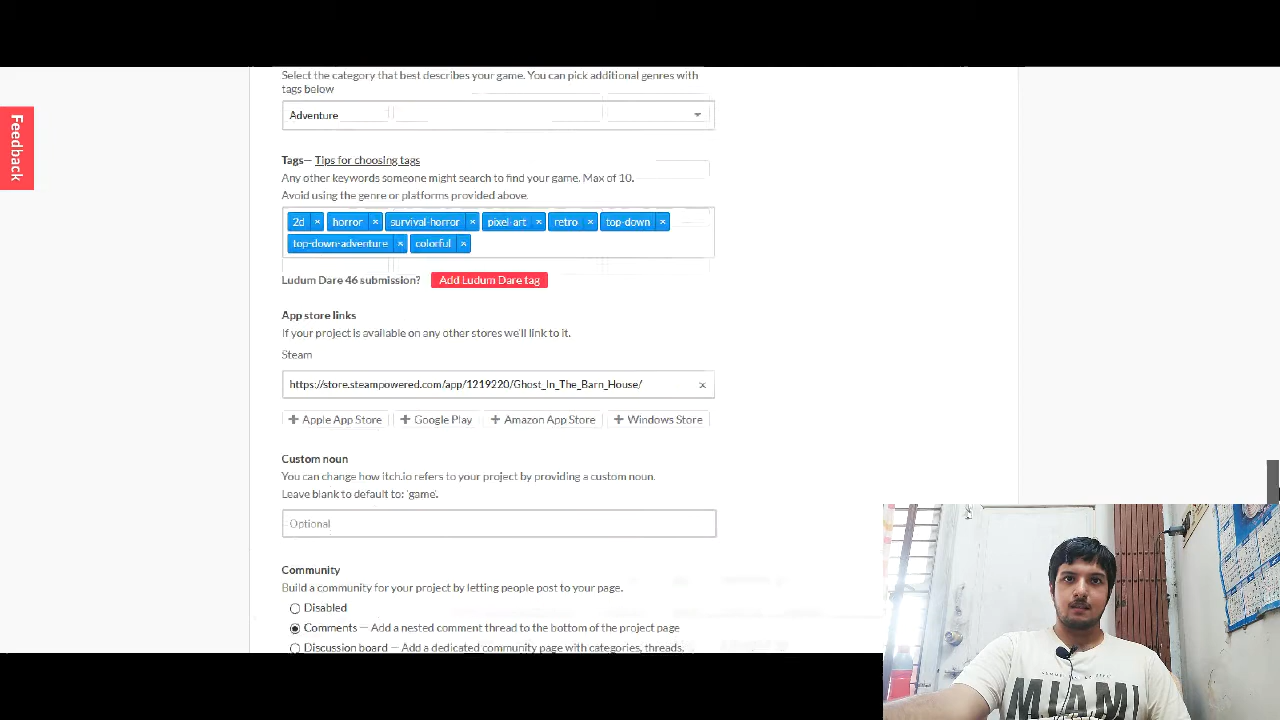 Feedback
Select the category that best describes your game. You can pick additional genres with
tags below
Adventure
Tags— Tips for choosing tags
Any other keywords someone might search to find your game. Max of 10.
Avoid using the genre or platforms provided above.
2d × horror × survival-horror × pixel-art × retro × top-down ×
top-down-adventure × colorful ×
Ludum Dare 46 submission? Add Ludum Dare tag
App store links
If your project is available on any other stores we'll link to it.
Steam
https://store.steampowered.com/app/1219220/Ghost_In_The_Barn_House/ ×
+ Apple App Store + Google Play + Amazon App Store + Windows Store
Custom noun
You can change how itch.io refers to your project by providing a custom noun.
Leave blank to default to: 'game'.
Optional
Community
Build a community for your project by letting people post to your page.
Disabled
Comments — Add a nested comment thread to the bottom of the project page
Discussion board — Add a dedicated community page with categories, threads.
MIAMI